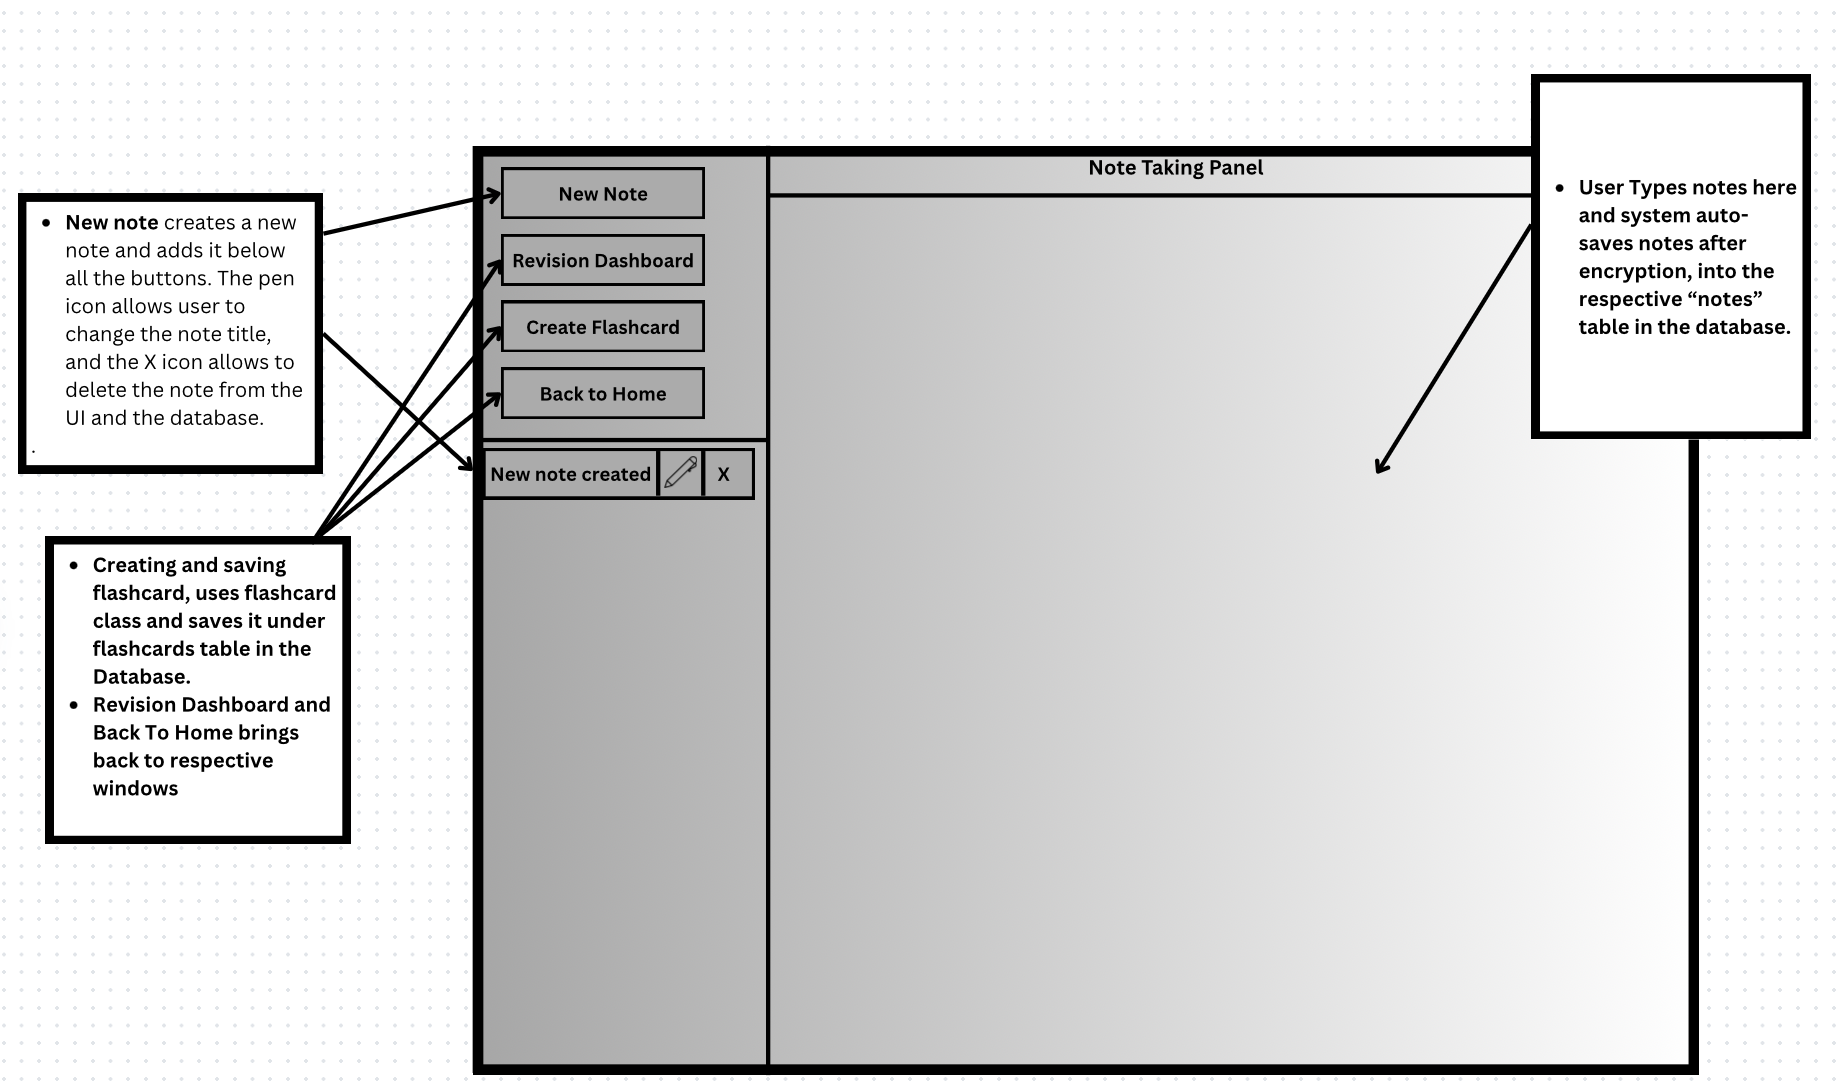 • New note creates a new
note and adds it below
all the buttons. The pen
icon allows user to
change the note title,
and the X icon allows to
delete the note from the
UI and the database.
.
• Creating and saving
flashcard, uses flashcard
class and saves it under
flashcards table in the
Database.
• Revision Dashboard and
Back To Home brings
back to respective
windows
New Note
Revision Dashboard
Create Flashcard
Back to Home
New note created X
Note Taking Panel
• User Types notes here
and system auto-
saves notes after
encryption, into the
respective “notes”
table in the database.